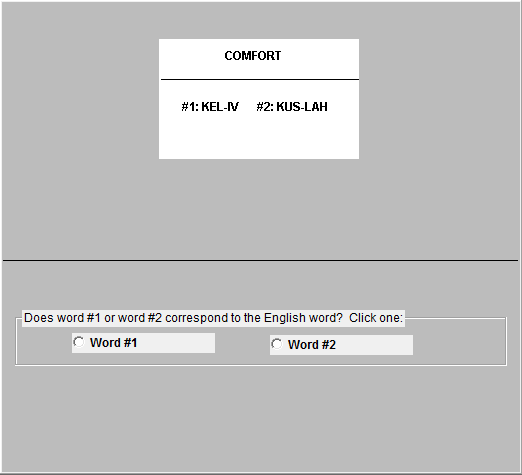 COMFORT
#1: KEL-IV #2: KUS-LAH
Does word #1 or word #2 correspond to the English word? Click one:
Word #1 Word #2